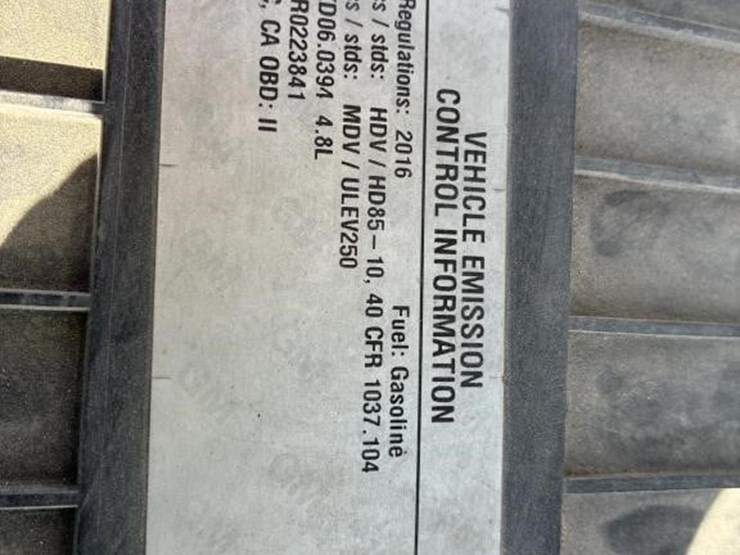 VEHICLE EMISSION
CONTROL INFORMATION
Regulations: 2016 Fuel: Gasoline
s / stds: HDV / HD85 – 10, 40 CFR 1037.104
s / stds: MDV / ULEV250
D06.0394 4.8L
R0223841
, CA OBD: II